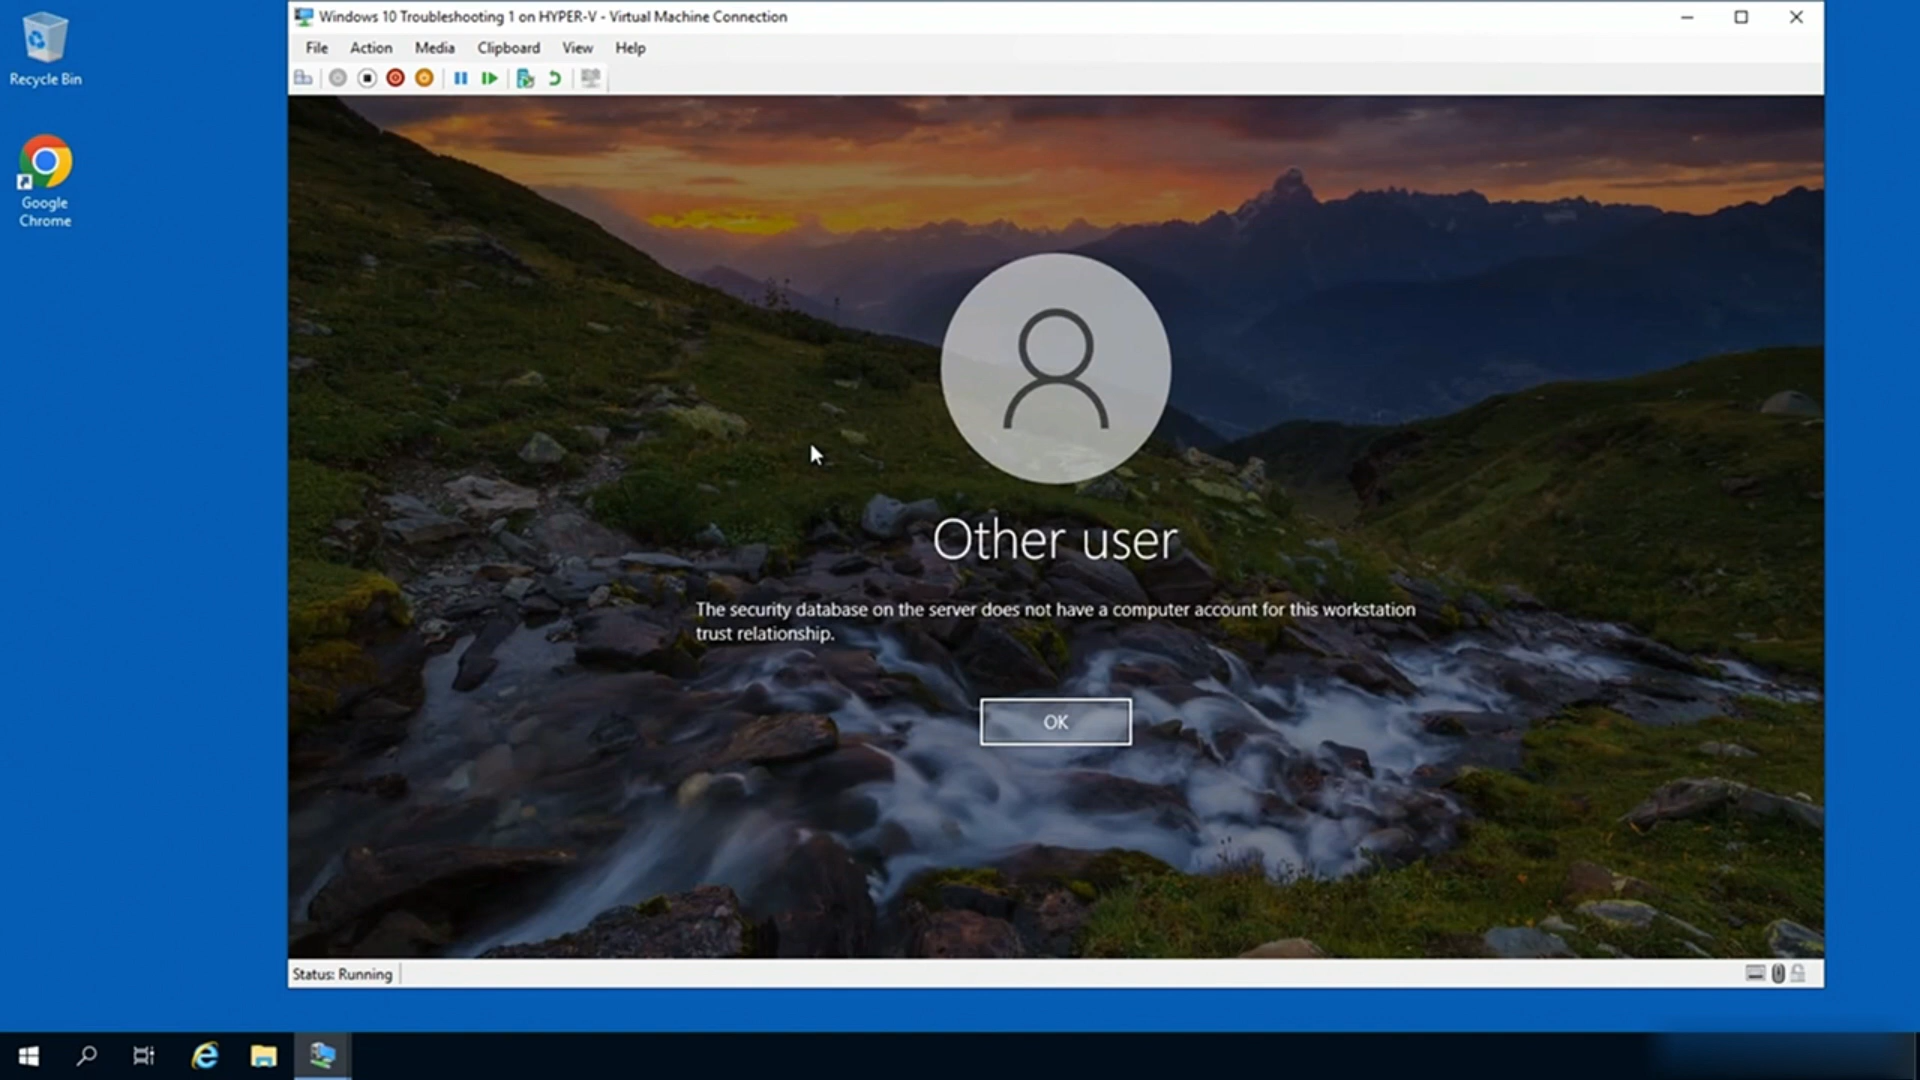 Recycle Bin
Google
Chrome
Windows 10 Troubleshooting 1 on HYPER-V - Virtual Machine Connection
File Action Media Clipboard View Help
Other user
The security database on the server does not have a computer account for this workstation
trust relationship.
OK
Status: Running